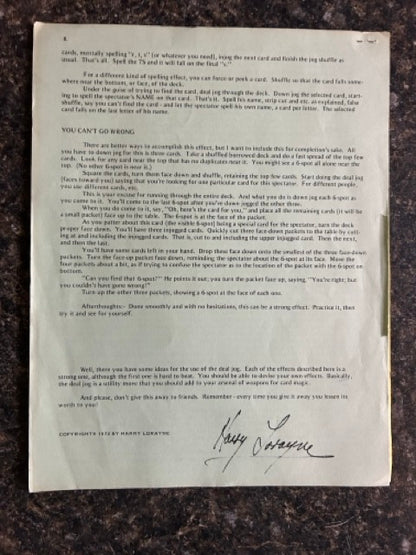 8
cards, mentally spelling "r, t, v" (or whatever you need), injog the next card and finish the jog shuffle as
usual. That's all. Spell the 7S and it will fall on the final "s."
For a different kind of spelling effect, you can force or peek a card. Shuffle so that the card falls some-
where near the bottom, or face, of the deck.
Under the guise of trying to find the card, deal jog through the deck. Down jog the selected card, start-
ing to spell the spectator's NAME on that card. That's it. Spell his name, strip cut and etc. as explained, false
shuffle, say you can't find the card - and let the spectator spell his own name, a card per letter. The selected
card falls on the last letter of his name.
YOU CAN'T GO WRONG
There are better ways to accomplish this effect, but I want to include this for completion's sake. All
you have to down jog for this is three cards. Take a shuffled borrowed deck and do a fast spread of the top few
cards. Look for any card near the top that has no duplicates near it. You might see a 6-spot all alone near the
top. (No other 6-spot is near it.)
Square the cards, turn them face down and shuffle, retaining the top few cards. Start doing the deal jog
(faces toward you) saying that you're looking for one particular card for this spectator. For different people,
you use different cards, etc.
This is your excuse for running through the entire deck. And what you do is down jog each 6-spot as
you come to it. You'll come to the last 6-spot after you've down jogged the other three.
When you do come to it, say, "Oh, here's the card for you," and place all the remaining cards (it will be
a small packet) face up to the table. The 6-spot is at the face of the packet.
As you patter about this card (the visible 6-spot) being a special card for the spectator, turn the deck
proper face down. You'll have three injogged cards. Quickly cut three face-down packets to the table by cutt-
ing at and including the injogged cards. That is, cut to and including the upper injogged card. Then the next,
and then the last.
You'll have some cards left in your hand. Drop these face down onto the smallest of the three face-down
packets. Turn the face up packet face down, reminding the spectator about the 6-spot at its face. Move the
four packets about a bit, as if trying to confuse the spectator as to the location of the packet with the 6-spot on
bottom.
"Can you find that 6-spot?" He points it out; you turn the packet face up, saying, "You're right; but
you couldn't have gone wrong!"
Turn up the other three packets, showing a 6-spot at the face of each one.
Afterthoughts:- Done smoothly and with no hesitations, this can be a strong effect. Practice it, then
try it and see for yourself.
Well, there you have some ideas for the use of the deal jog. Each of the effects described here is a
strong one, although the first one is hard to beat. You should be able to devise your own effects. Basically,
the deal jog is a utility move that you should add to your arsenal of weapons for card magic.
And please, don't give this away to friends. Remember - every time you give it away you lessen its
worth to you!
COPYRIGHT© 1975 BY HARRY LORAYNE
Harry Lorayne